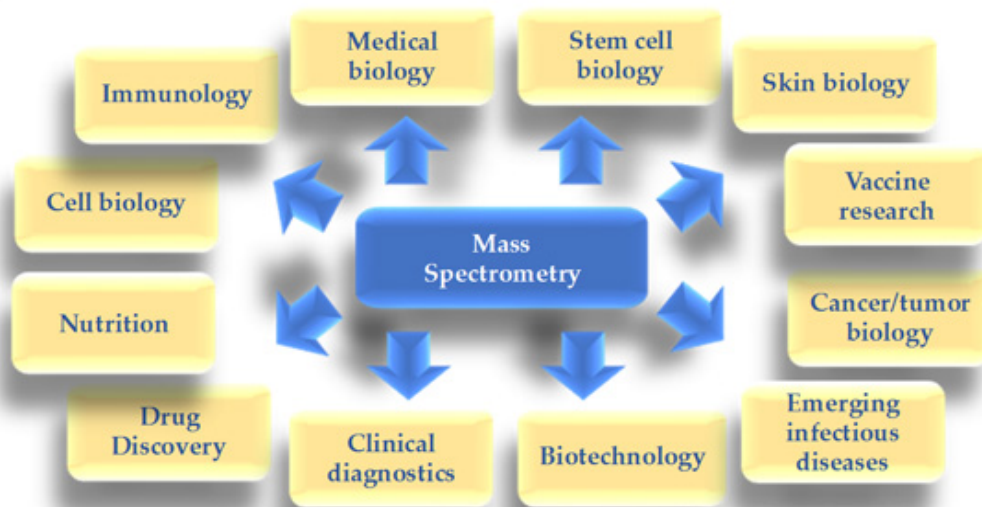 Medical
biology
Stem cell
biology
Immunology
Skin biology
Cell biology
Vaccine
research
Mass
Spectrometry
Nutrition
Cancer/tumor
biology
Drug
Discovery
Clinical
diagnostics
Biotechnology
Emerging
infectious
diseases